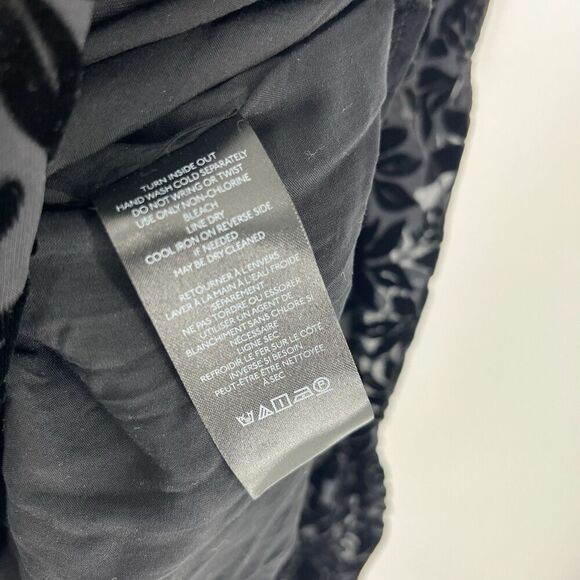 TURN INSIDE OUT
HAND WASH COLD SEPARATELY
DO NOT WRING OR TWIST
USE ONLY NON-CHLORINE
BLEACH
LINE DRY
COOL IRON ON REVERSE SIDE
IF NEEDED
MAY BE DRY CLEANED
RETOURNER À L'ENVERS
LAVER À LA MAIN À L'EAU FROIDE
SÉPARÉMENT
NE PAS TORDRE OU ESSORER
UTILISER UN AGENT DE
BLANCHIMENT SANS CHLORE SI
NÉCESSAIRE
LIGNE SEC
REFROIDIR LE FER SUR LE CÔTÉ
INVERSE SI BESOIN
PEUT-ÊTRE ÊTRE NETTOYÉE
À SEC